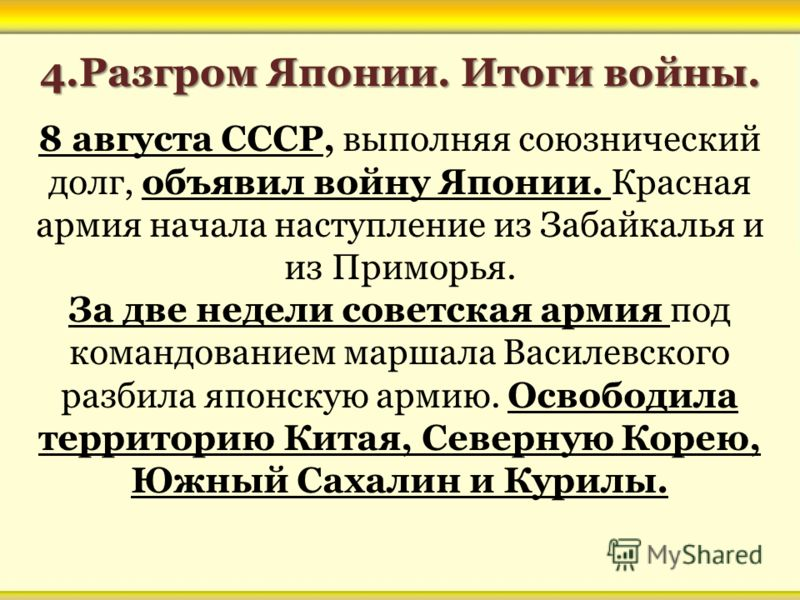 4.Разгром Японии. Итоги войны.
8 августа СССР, выполняя союзнический
долг, объявил войну Японии. Красная
армия начала наступление из Забайкалья и
из Приморья.
За две недели советская армия под
командованием маршала Василевского
разбила японскую армию. Освободила
территорию Китая, Северную Корею,
Южный Сахалин и Курилы.
MyShared